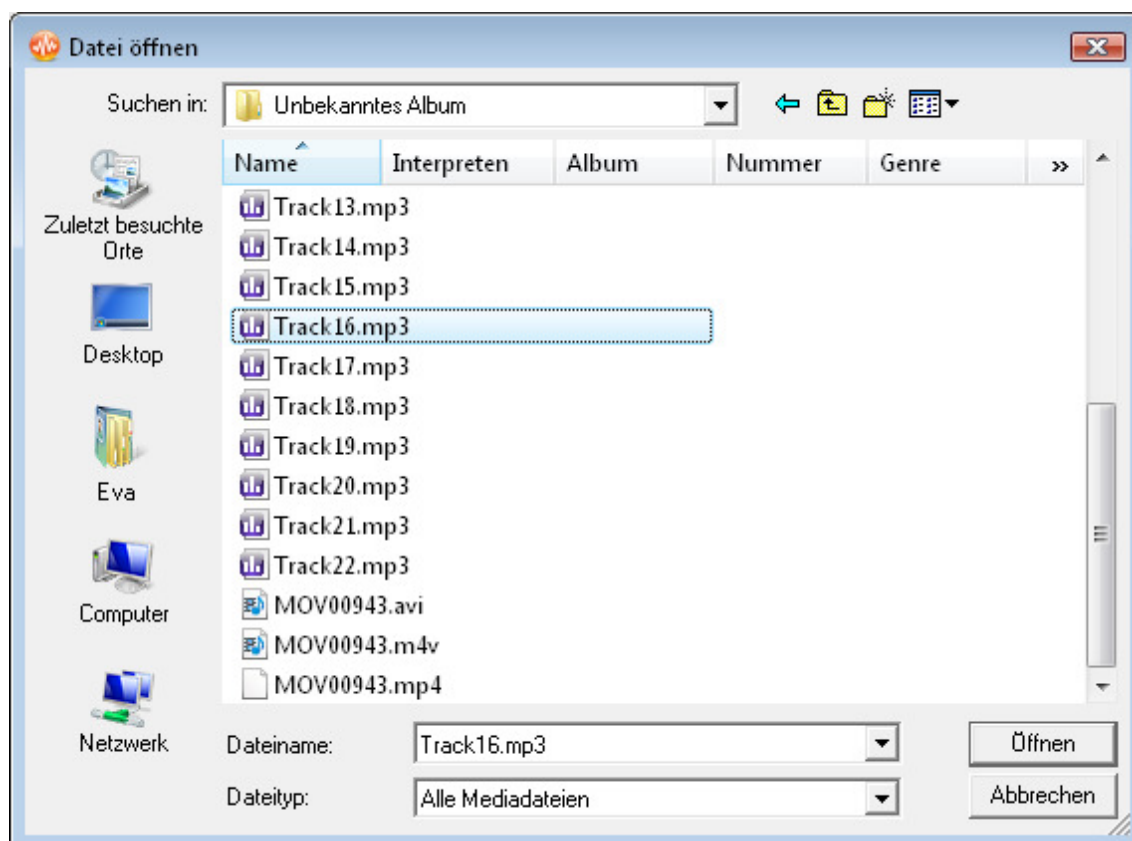 Datei öffnen
Suchen in: Unbekanntes Album
Name Interpreten Album Nummer Genre »
Zuletzt besuchte
Orte
Desktop
Eva
Computer
Netzwerk
Track13.mp3
Track14.mp3
Track15.mp3
Track16.mp3
Track17.mp3
Track18.mp3
Track19.mp3
Track20.mp3
Track21.mp3
Track22.mp3
MOV00943.avi
MOV00943.m4v
MOV00943.mp4
Dateiname: Track16.mp3 Öffnen
Dateityp: Alle Mediadateien Abbrechen